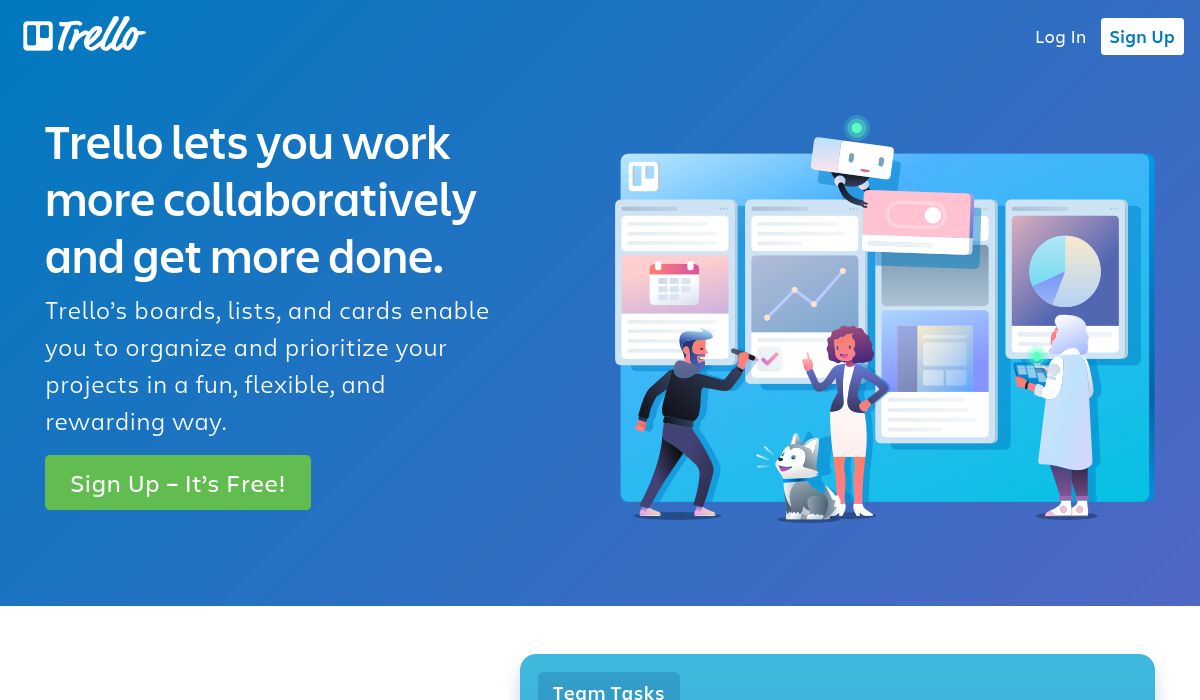 Trello
Log In
Sign Up
Trello lets you work
more collaboratively
and get more done.
Trello’s boards, lists, and cards enable
you to organize and prioritize your
projects in a fun, flexible, and
rewarding way.
Sign Up – It’s Free!
Team Tasks